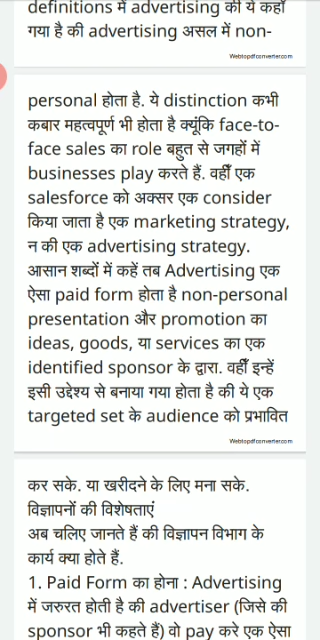 definitions में advertising की ये कहाँ
गया है की advertising असल में non-
Webtopdfconverter.com
personal होता है. ये distinction कभी
कबार महत्वपूर्ण भी होता है क्यूंकि face-to-
face sales का role बहुत से जगहों में
businesses play करते हैं. वहीँ एक
salesforce को अक्सर एक consider
किया जाता है एक marketing strategy,
न की एक advertising strategy.
आसान शब्दों में कहें तब Advertising एक
ऐसा paid form होता है non-personal
presentation और promotion का
ideas, goods, या services का एक
identified sponsor के द्वारा. वहीँ इन्हें
इसी उद्देश्य से बनाया गया होता है की ये एक
targeted set के audience को प्रभावित
Webtopdfconverter.com
कर सके. या खरीदने के लिए मना सके.
विज्ञापनों की विशेषताएं
अब चलिए जानते हैं की विज्ञापन विभाग के
कार्य क्या होते हैं.
1. Paid Form का होना : Advertising
में जरुरत होती है की advertiser (जिसे की
sponsor भी कहते हैं) वो pay करे एक ऐसा